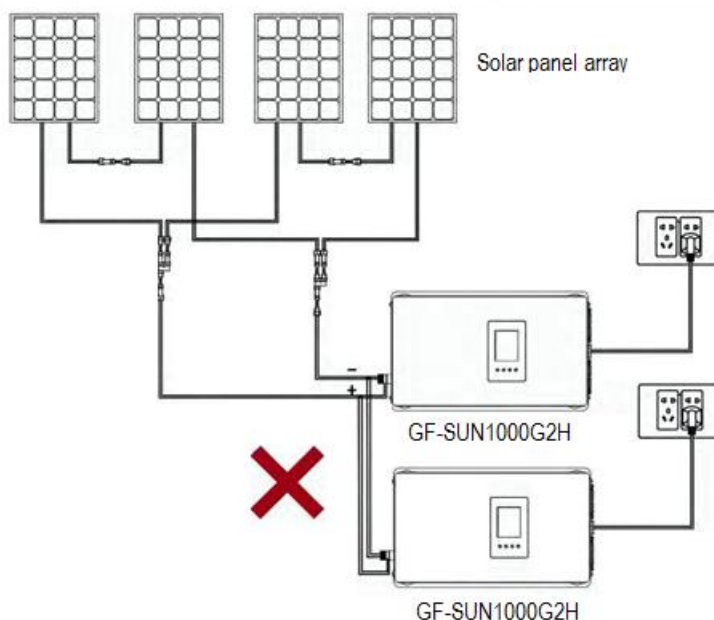 Solar panel array
−
+
GF-SUN1000G2H
GF-SUN1000G2H